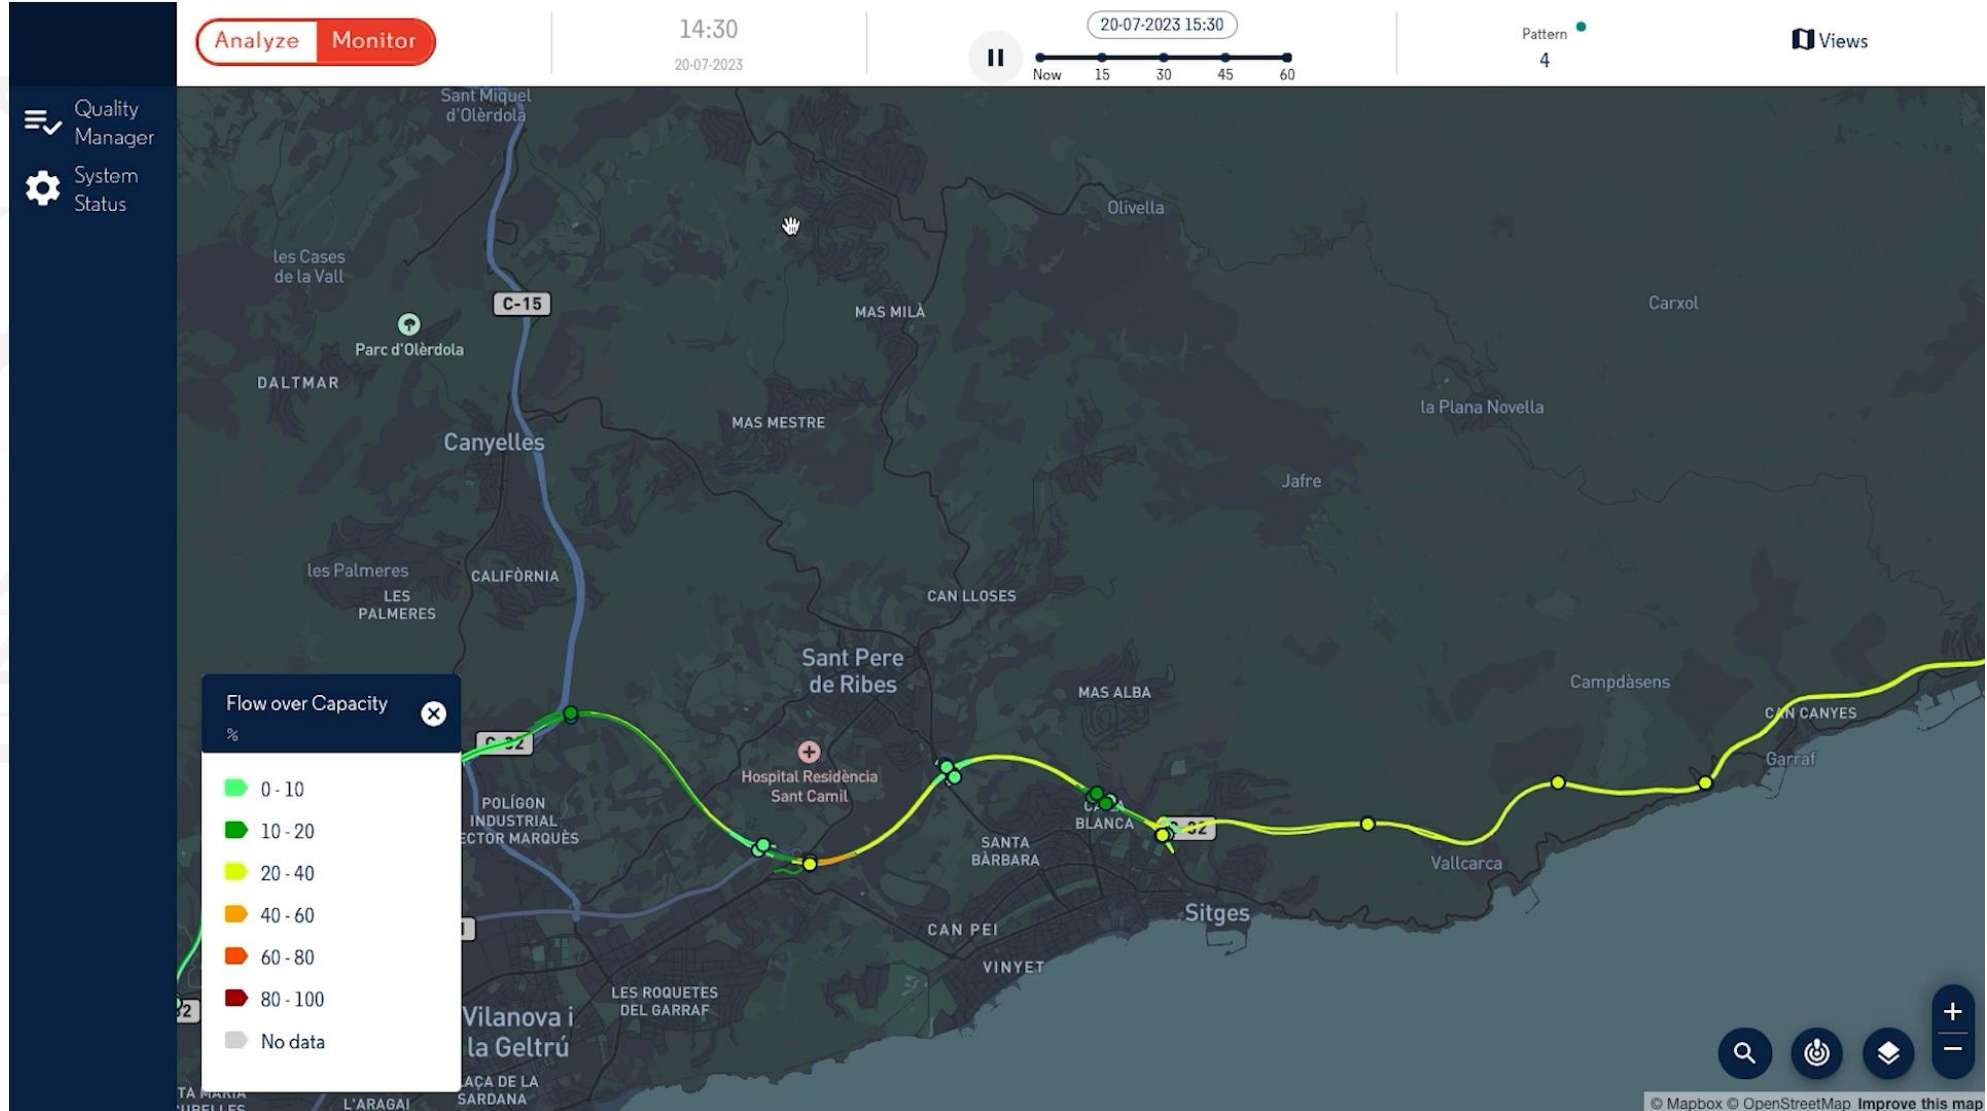 Analyze
Monitor
14:30
20-07-2023
20-07-2023 15:30
Now 15 30 45 60
Pattern
4
Views
Quality
Manager
System
Status
Sant Miquel
d'Olèrdola
Olivella
les Cases
de la Vall
C-15
MAS MILÀ
Carxol
Parc d'Olèrdola
DALTMAR
MAS MESTRE
la Plana Novella
Canyelles
Jafre
les Palmeres
CALIFÒRNIA
LES
PALMERES
CAN LLOSES
Sant Pere
de Ribes
MAS ALBA
Campdàsens
CAN CANYES
Garraf
Hospital Residència
Sant Camil
POLÍGON
INDUSTRIAL
ECTOR MARQUÈS
BLANCA
SANTA
BÀRBARA
Vallcarca
Sitges
CAN PEI
VINYET
LES ROQUETES
DEL GARRAF
Vilanova i
la Geltrú
LAÇA DE LA
SARDANA
L'ARAGAI
Flow over Capacity
%
0 - 10
10 - 20
20 - 40
40 - 60
60 - 80
80 - 100
No data
© Mapbox © OpenStreetMap Improve this map